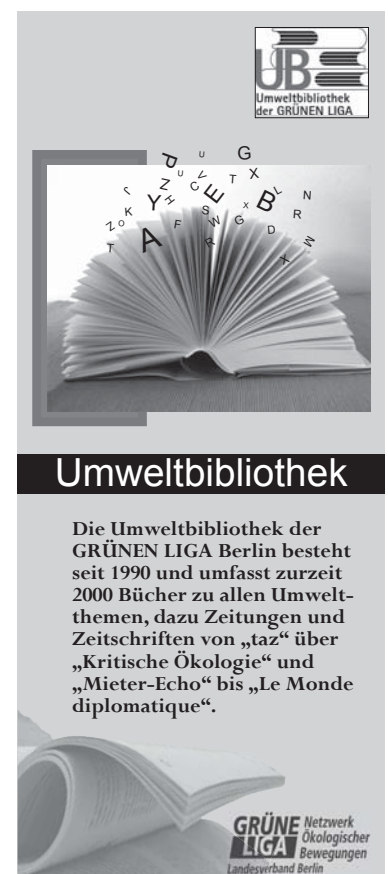 UB
Umweltbibliothek
der GRÜNEN LIGA
Umweltbibliothek
Die Umweltbibliothek der
GRÜNEN LIGA Berlin besteht
seit 1990 und umfasst zurzeit
2000 Bücher zu allen Umwelt-
themen, dazu Zeitungen und
Zeitschriften von „taz“ über
„Kritische Ökologie“ und
„Mieter-Echo“ bis „Le Monde
diplomatique“.
GRÜNE
LIGA
Netzwerk
Ökologischer
Bewegungen
Landesverband Berlin